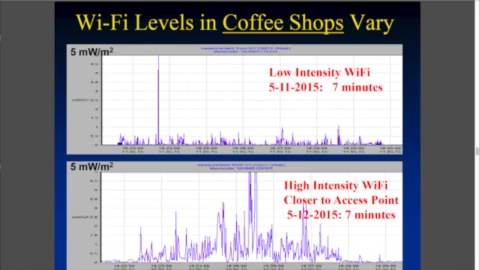 Wi-Fi Levels in Coffee Shops Vary
5 mW/m²
Low Intensity WiFi
5-11-2015: 7 minutes
5 mW/m²
High Intensity WiFi
Closer to Access Point
5-12-2015: 7 minutes